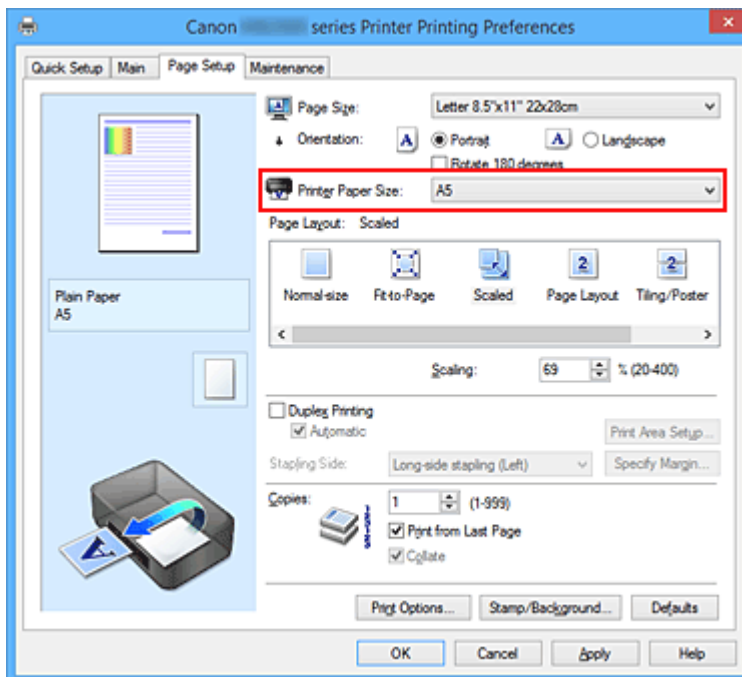 Canon series Printer Printing Preferences
Quick Setup Main Page Setup Maintenance
Page Size: Letter 8.5"x11" 22x28cm
Orientation: A Portrait A Landscape
Rotate 180 degrees
Printer Paper Size: A5
Page Layout: Scaled
Normal-size Fit-to-Page Scaled Page Layout Tiling/Poster
Plain Paper
A5
Scaling: 69 % (20-400)
Duplex Printing
Automatic Print Area Setup...
Stapling Side: Long-side stapling (Left) Specify Margin...
Copies: 1 (1-999)
Print from Last Page
Collate
Print Options... Stamp/Background... Defaults
OK Cancel Apply Help